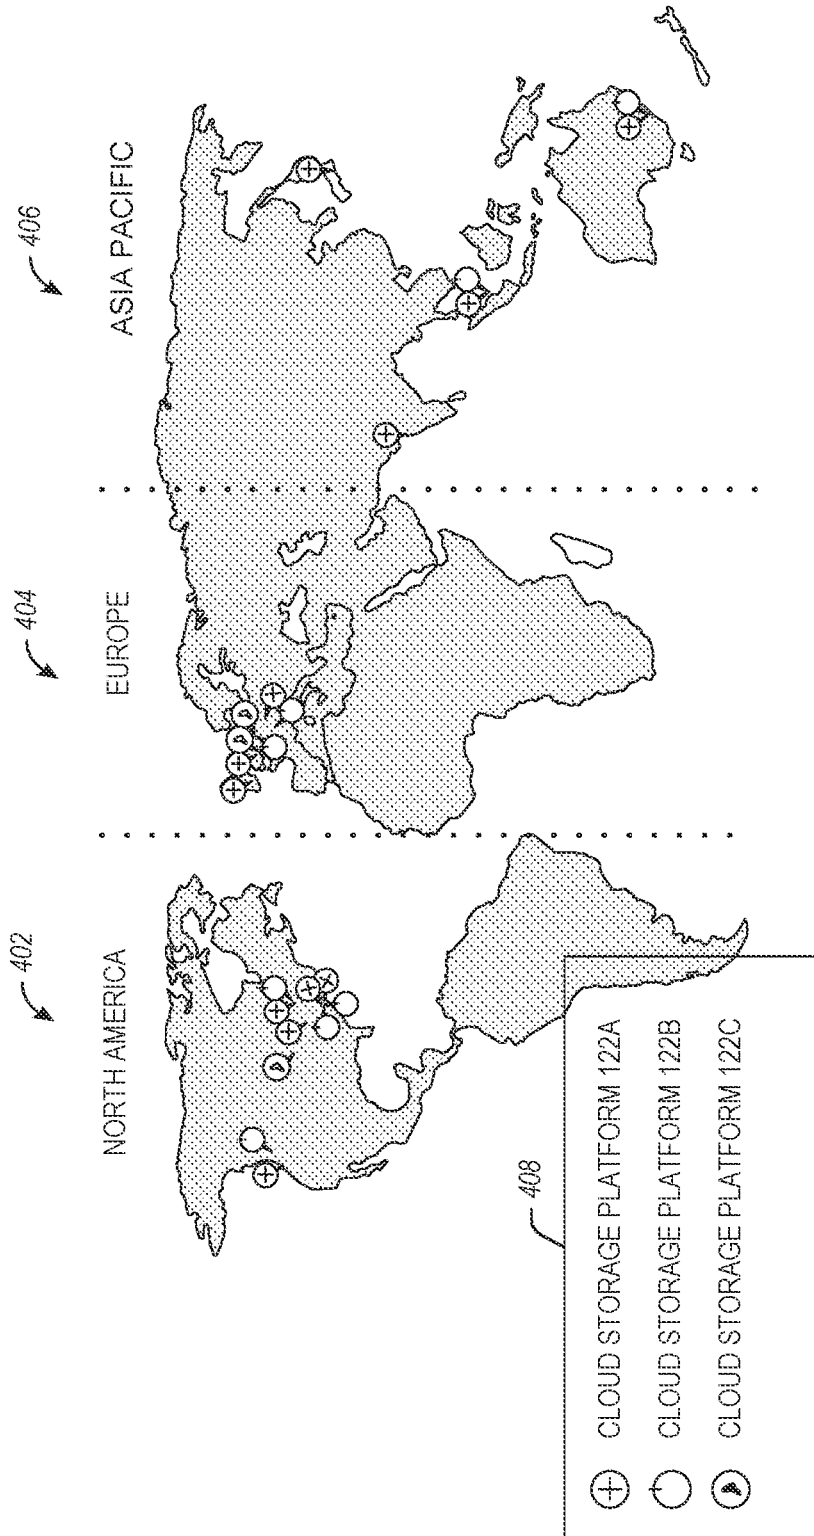 402
404
406
NORTH AMERICA
EUROPE
ASIA PACIFIC
408
CLOUD STORAGE PLATFORM 122A
CLOUD STORAGE PLATFORM 122B
CLOUD STORAGE PLATFORM 122C